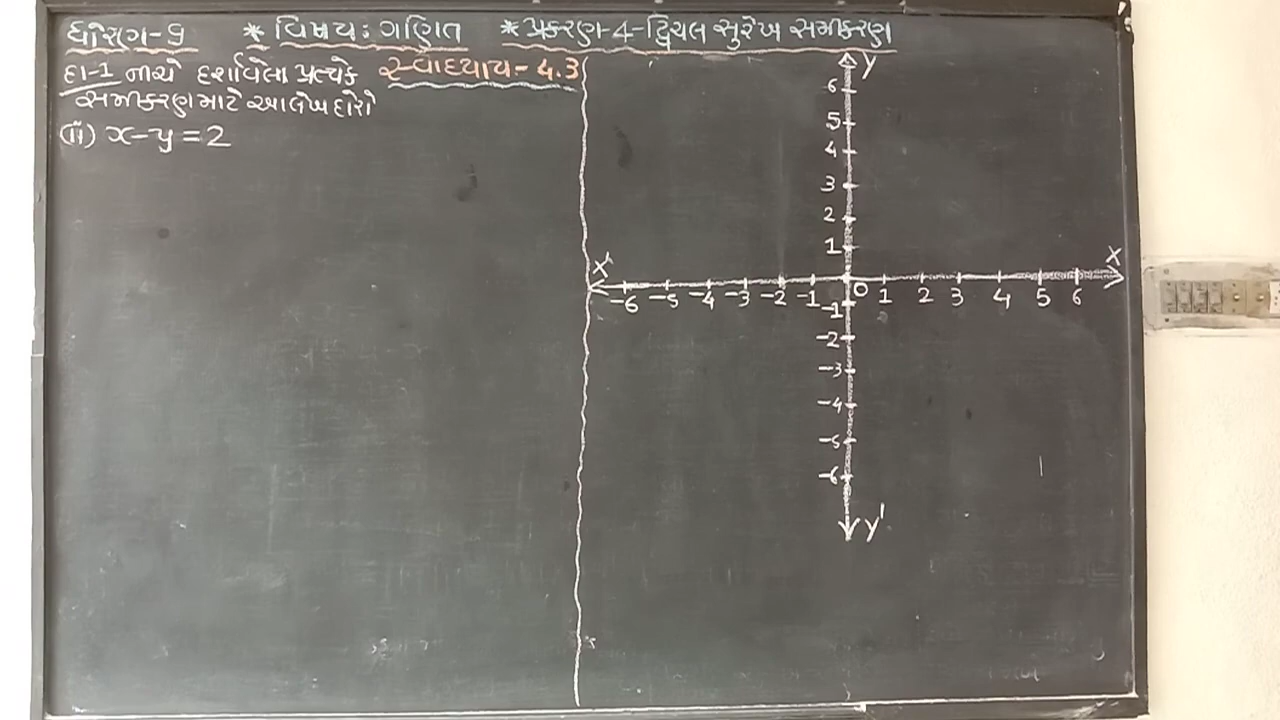 ધોરણ-9 * વિષય: ગણિત * પ્રકરણ-4-દ્વિચલ સુરેખ સમીકરણ
દા-1 નીચે દર્શાવેલા પ્રત્યેક સ્વાધ્યાય-4.3
સમીકરણ માટે આલેખ દોરો
(ii) x-y=2
Y
6
5
4
3
2
1
X' X
-6 -5 -4 -3 -2 -1 0 1 2 3 4 5 6
-1
-2
-3
-4
-5
-6
Y'